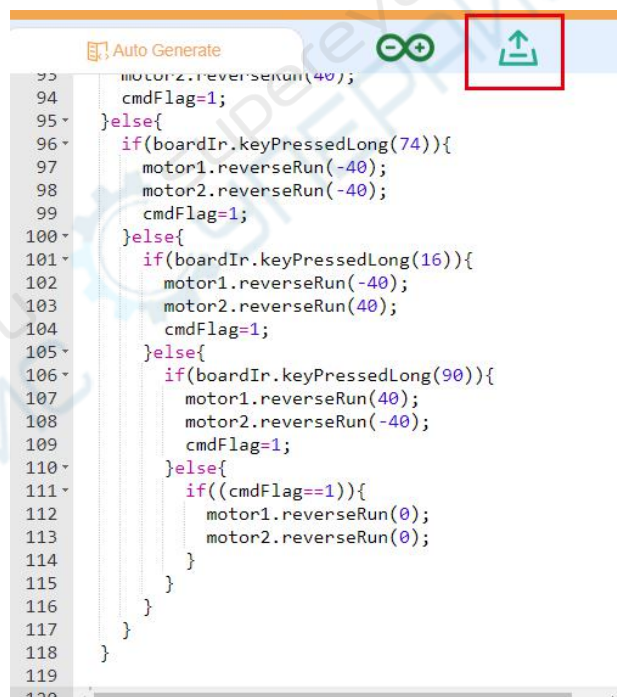 Auto Generate
93 motor2.reverseRun(40);
94 cmdFlag=1;
95 }else{
96 if(boardIr.keyPressedLong(74)){
97 motor1.reverseRun(-40);
98 motor2.reverseRun(-40);
99 cmdFlag=1;
100 }else{
101 if(boardIr.keyPressedLong(16)){
102 motor1.reverseRun(-40);
103 motor2.reverseRun(40);
104 cmdFlag=1;
105 }else{
106 if(boardIr.keyPressedLong(90)){
107 motor1.reverseRun(40);
108 motor2.reverseRun(-40);
109 cmdFlag=1;
110 }else{
111 if((cmdFlag==1)){
112 motor1.reverseRun(0);
113 motor2.reverseRun(0);
114 }
115 }
116 }
117 }
118 }
119